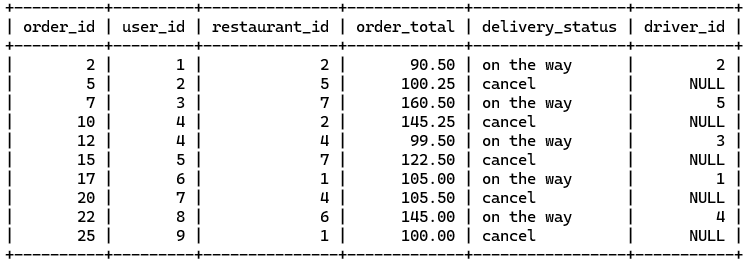 +----------+---------+---------------+-------------+-----------------+-----------+
| order_id | user_id | restaurant_id | order_total | delivery_status | driver_id |
+----------+---------+---------------+-------------+-----------------+-----------+
|        2 |       1 |             2 |       90.50 | on the way      |         2 |
|        5 |       2 |             5 |      100.25 | cancel          |      NULL |
|        7 |       3 |             7 |      160.50 | on the way      |         5 |
|       10 |       4 |             2 |      145.25 | cancel          |      NULL |
|       12 |       4 |             4 |       99.50 | on the way      |         3 |
|       15 |       5 |             7 |      122.50 | cancel          |      NULL |
|       17 |       6 |             1 |      105.00 | on the way      |         1 |
|       20 |       7 |             4 |      105.50 | cancel          |      NULL |
|       22 |       8 |             6 |      145.00 | on the way      |         4 |
|       25 |       9 |             1 |      100.00 | cancel          |      NULL |
+----------+---------+---------------+-------------+-----------------+-----------+